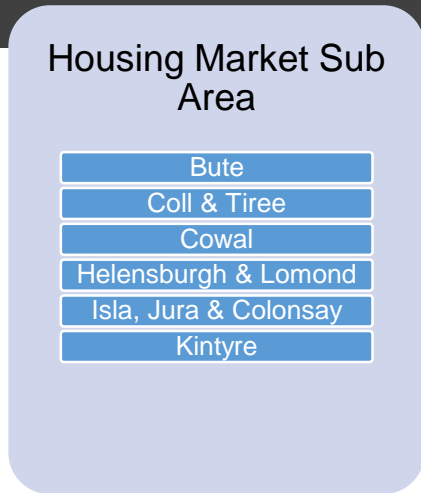 Housing Market Sub
Area
Bute
Coll & Tiree
Cowal
Helensburgh & Lomond
Isla, Jura & Colonsay
Kintyre